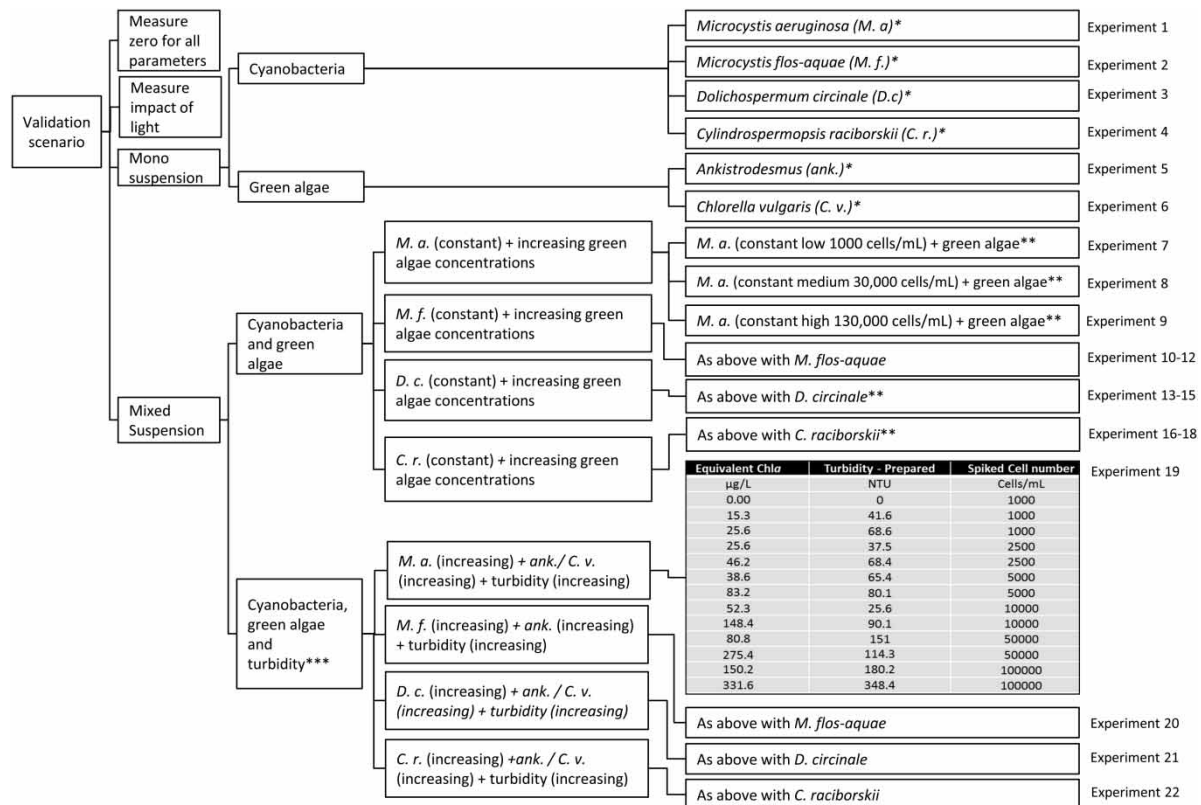 Validation
scenario
Measure
zero for all
parameters
Measure
impact of
light
Mono
suspension
Cyanobacteria
Green algae
Microcystis aeruginosa (M. a)*
Experiment 1
Microcystis flos-aquae (M. f.)*
Experiment 2
Dolichospermum circinale (D.c)*
Experiment 3
Cylindrospermopsis raciborskii (C. r.)*
Experiment 4
Ankistrodesmus (ank.)*
Experiment 5
Chlorella vulgaris (C. v.)*
Experiment 6
Mixed
Suspension
Cyanobacteria
and green
algae
M. a. (constant) + increasing green
algae concentrations
M. a. (constant low 1000 cells/mL) + green algae**
Experiment 7
M. a. (constant medium 30,000 cells/mL) + green algae**
Experiment 8
M. a. (constant high 130,000 cells/mL) + green algae**
Experiment 9
M. f. (constant) + increasing green
algae concentrations
As above with M. flos-aquae
Experiment 10-12
D. c. (constant) + increasing green
algae concentrations
As above with D. circinale**
Experiment 13-15
C. r. (constant) + increasing green
algae concentrations
As above with C. raciborskii**
Experiment 16-18
Cyanobacteria,
green algae
and
turbidity***
M. a. (increasing) + ank./ C. v.
(increasing) + turbidity (increasing)
Experiment 19
Equivalent Chla Turbidity - Prepared Spiked Cell number
µg/L NTU Cells/mL
0.00 0 1000
15.3 41.6 1000
25.6 68.6 1000
25.6 37.5 2500
46.2 68.4 2500
38.6 65.4 5000
83.2 80.1 5000
52.3 25.6 10000
148.4 90.1 10000
80.8 151 50000
275.4 114.3 50000
150.2 180.2 100000
331.6 348.4 100000
M. f. (increasing) + ank. (increasing)
+ turbidity (increasing)
As above with M. flos-aquae
Experiment 20
D. c. (increasing) + ank. / C. v.
(increasing) + turbidity (increasing)
As above with D. circinale
Experiment 21
C. r. (increasing) +ank. / C. v.
(increasing) + turbidity (increasing)
As above with C. raciborskii
Experiment 22